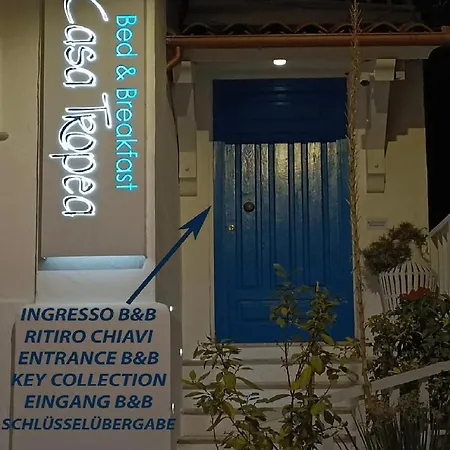 Bed & Breakfast
Casa Tropea
INGRESSO B&B
RITIRO CHIAVI
ENTRANCE B&B
KEY COLLECTION
EINGANG B&B
SCHLÜSSELÜBERGABE